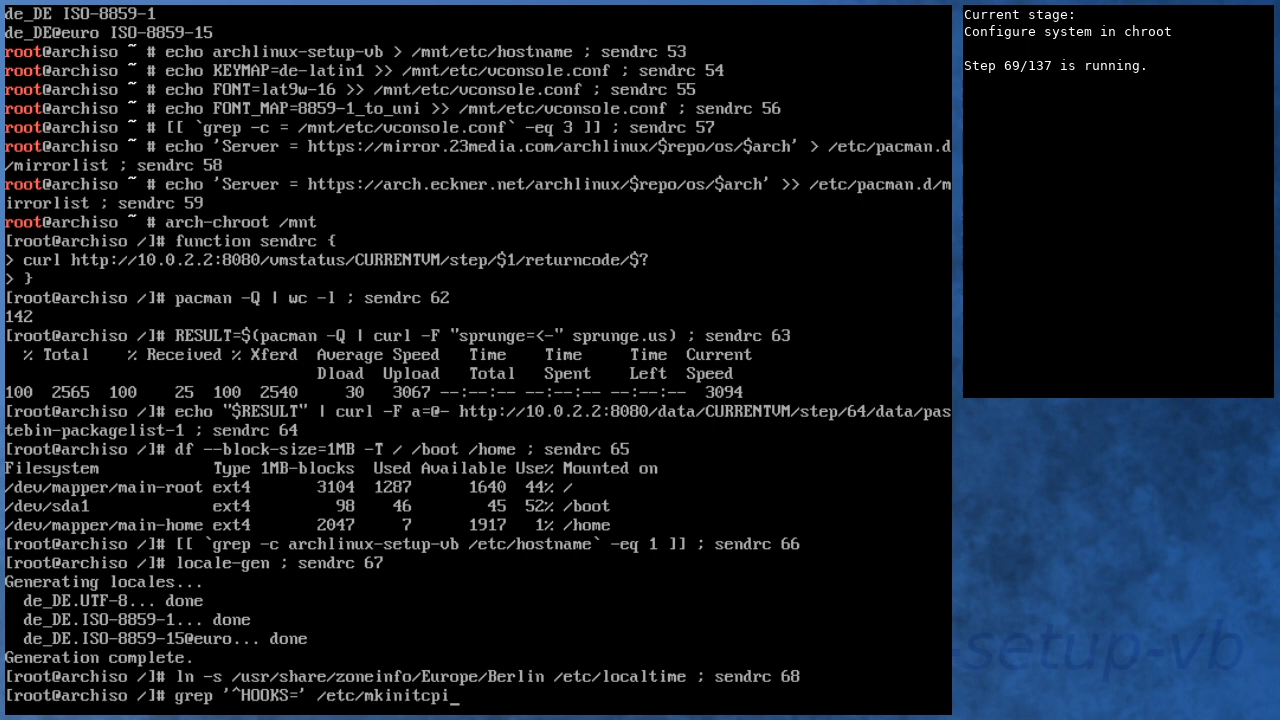 de_DE ISO-8859-1
de_DE@euro ISO-8859-15
root@archiso ~ # echo archlinux-setup-vb > /mnt/etc/hostname ; sendrc 53
root@archiso ~ # echo KEYMAP=de-latin1 >> /mnt/etc/vconsole.conf ; sendrc 54
root@archiso ~ # echo FONT=lat9w-16 >> /mnt/etc/vconsole.conf ; sendrc 55
root@archiso ~ # echo FONT_MAP=8859-1_to_uni >> /mnt/etc/vconsole.conf ; sendrc 56
root@archiso ~ # [[ `grep -c = /mnt/etc/vconsole.conf` -eq 3 ]] ; sendrc 57
root@archiso ~ # echo 'Server = https://mirror.23media.com/archlinux/$repo/os/$arch' > /etc/pacman.d
/mirrorlist ; sendrc 58
root@archiso ~ # echo 'Server = https://arch.eckner.net/archlinux/$repo/os/$arch' >> /etc/pacman.d/m
irrorlist ; sendrc 59
root@archiso ~ # arch-chroot /mnt
[root@archiso /]# function sendrc {
> curl http://10.0.2.2:8080/vmstatus/CURRENTVM/step/$1/returncode/$?
> }
[root@archiso /]# pacman -Q | wc -l ; sendrc 62
142
[root@archiso /]# RESULT=$(pacman -Q | curl -F "sprunge=<-" sprunge.us) ; sendrc 63
  % Total    % Received % Xferd  Average Speed   Time    Time     Time  Current
                                 Dload  Upload   Total   Spent    Left  Speed
100  2565  100    25  100  2540     30   3067 --:--:-- --:--:-- --:--:--  3094
[root@archiso /]# echo "$RESULT" | curl -F a=@- http://10.0.2.2:8080/data/CURRENTVM/step/64/data/pas
tebin-packagelist-1 ; sendrc 64
[root@archiso /]# df --block-size=1MB -T / /boot /home ; sendrc 65
Filesystem            Type 1MB-blocks  Used Available Use% Mounted on
/dev/mapper/main-root ext4       3104  1287      1640  44% /
/dev/sda1             ext4         98    46        45  52% /boot
/dev/mapper/main-home ext4       2047     7      1917   1% /home
[root@archiso /]# [[ `grep -c archlinux-setup-vb /etc/hostname` -eq 1 ]] ; sendrc 66
[root@archiso /]# locale-gen ; sendrc 67
Generating locales...
  de_DE.UTF-8... done
  de_DE.ISO-8859-1... done
  de_DE.ISO-8859-15@euro... done
Generation complete.
[root@archiso /]# ln -s /usr/share/zoneinfo/Europe/Berlin /etc/localtime ; sendrc 68
[root@archiso /]# grep '^HOOKS=' /etc/mkinitcpi_
Current stage:
Configure system in chroot
Step 69/137 is running.
-setup-vb